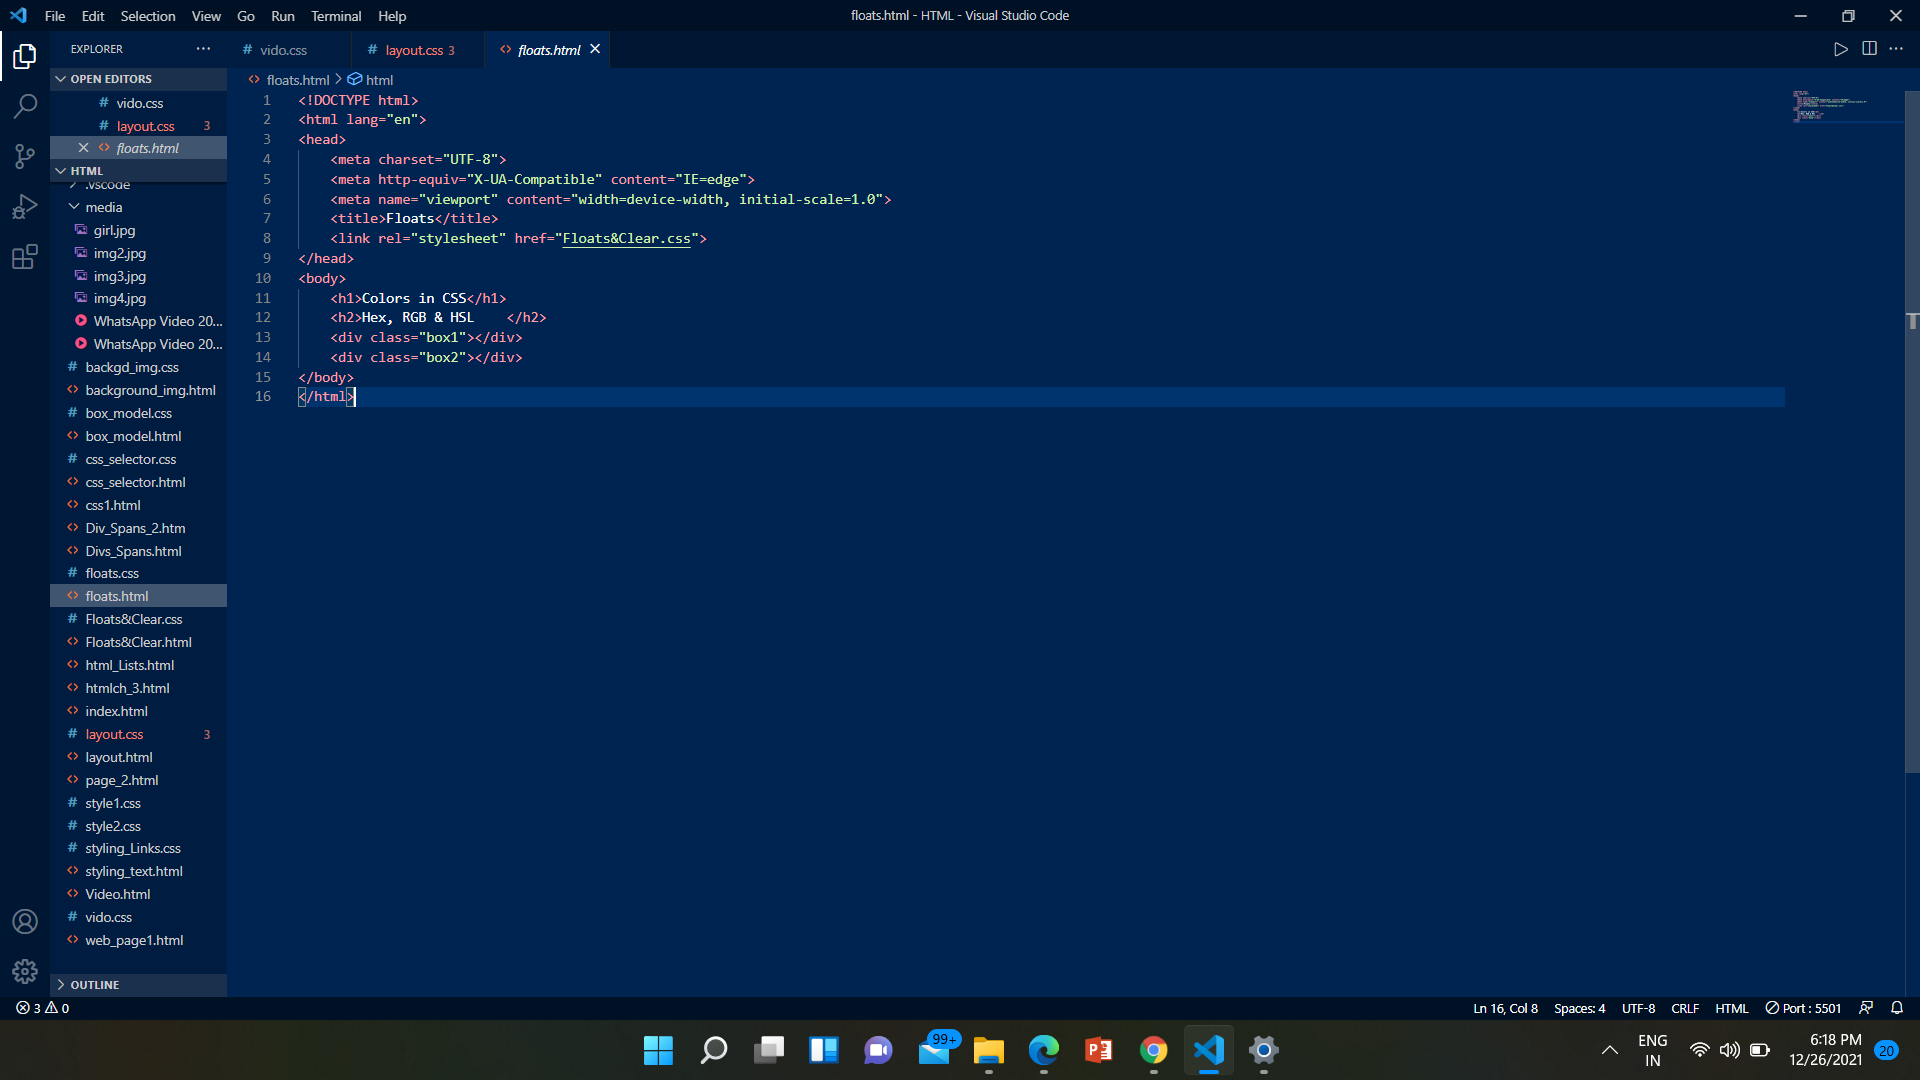 File Edit Selection View Go Run Terminal Help
floats.html - HTML - Visual Studio Code
EXPLORER
OPEN EDITORS
vido.css
layout.css 3
floats.html
HTML
.vscode
media
girl.jpg
img2.jpg
img3.jpg
img4.jpg
WhatsApp Video 20...
WhatsApp Video 20...
backgd_img.css
background_img.html
box_model.css
box_model.html
css_selector.css
css_selector.html
css1.html
Div_Spans_2.htm
Divs_Spans.html
floats.css
floats.html
Floats&Clear.css
Floats&Clear.html
html_Lists.html
htmlch_3.html
index.html
layout.css 3
layout.html
page_2.html
style1.css
style2.css
styling_Links.css
styling_text.html
Video.html
vido.css
web_page1.html
OUTLINE
vido.css layout.css 3 floats.html
floats.html > html
1 <!DOCTYPE html>
2 <html lang="en">
3 <head>
4 <meta charset="UTF-8">
5 <meta http-equiv="X-UA-Compatible" content="IE=edge">
6 <meta name="viewport" content="width=device-width, initial-scale=1.0">
7 <title>Floats</title>
8 <link rel="stylesheet" href="Floats&Clear.css">
9 </head>
10 <body>
11 <h1>Colors in CSS</h1>
12 <h2>Hex, RGB & HSL    </h2>
13 <div class="box1"></div>
14 <div class="box2"></div>
15 </body>
16 </html>
3 0
Ln 16, Col 8 Spaces: 4 UTF-8 CRLF HTML Port : 5501
99+
ENG
IN
6:18 PM
12/26/2021
20